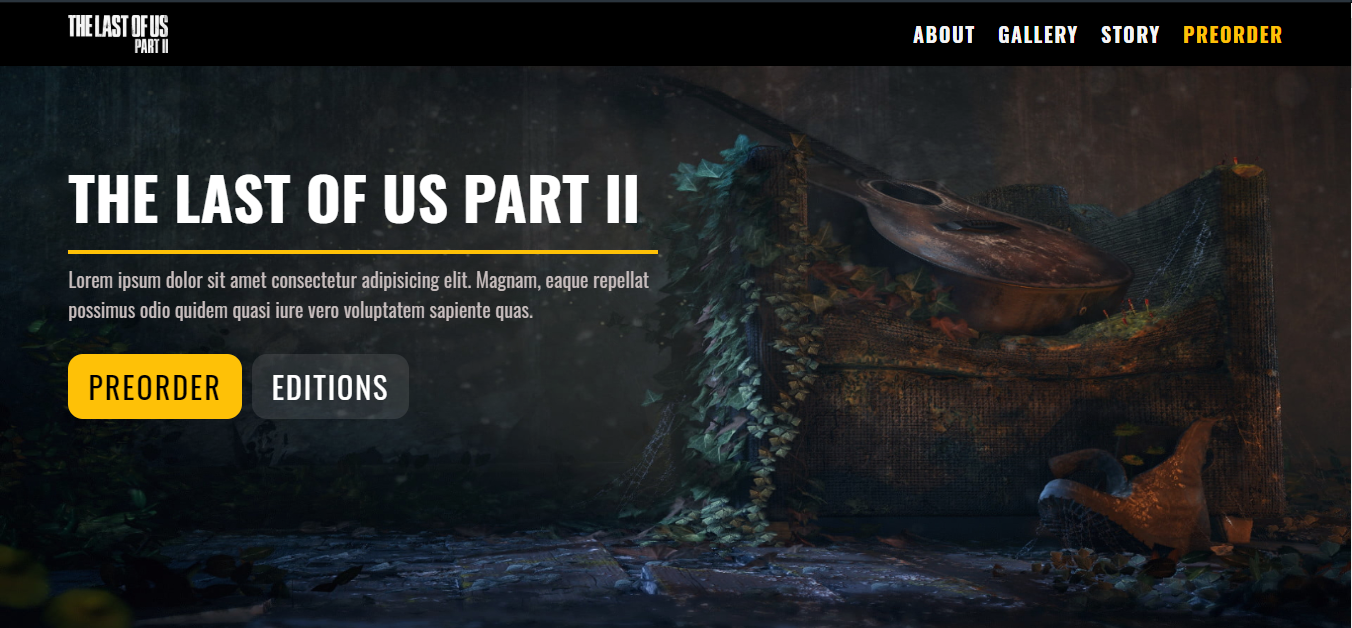 THE LAST OF US
PART II
ABOUT GALLERY STORY PREORDER
THE LAST OF US PART II
Lorem ipsum dolor sit amet consectetur adipisicing elit. Magnam, eaque repellat
possimus odio quidem quasi iure vero voluptatem sapiente quas.
PREORDER EDITIONS